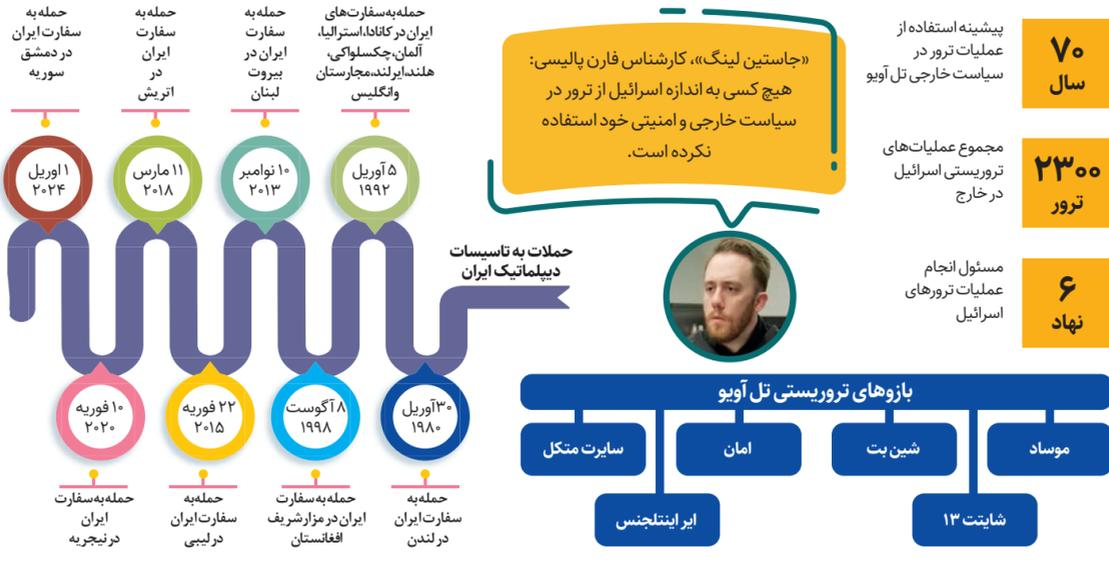 ۷۰
سال
پیشینه استفاده از
عملیات ترور در
سیاست خارجی تل آویو
۲۳۰۰
ترور
مجموع عملیات‌های
تروریستی اسرائیل
در خارج
۶
نهاد
مسئول انجام
عملیات ترورهای
اسرائیل
«جاستین لینگ»، کارشناس فارن پالیسی:
هیچ کسی به اندازه اسرائیل از ترور در
سیاست خارجی و امنیتی خود استفاده
نکرده است.
بازوهای تروریستی تل آویو
موساد
شین بت
امان
سایرت متکل
شایتت ۱۳
ایر اینتلجنس
حملات به تاسیسات
دیپلماتیک ایران
۳۰آوریل
۱۹۸۰
حمله‌به
سفارت‌ایران
در لندن
۵ آوریل
۱۹۹۲
حمله‌به‌سفارت‌های
ایران‌در کانادا،استرالیا،
آلمان،چکسلواکی،
هلند،ایرلند،مجارستان
وانگلیس
۸ آگوست
۱۹۹۸
حمله‌به‌سفارت
ایران‌در مزارشریف
افغانستان
۱۰ نوامبر
۲۰۱۳
حمله‌به
سفارت
ایران‌در
بیروت
لبنان
۲۲ فوریه
۲۰۱۵
حمله‌به
سفارت‌ایران
در لیبی
۱۱ مارس
۲۰۱۸
حمله‌به
سفارت
ایران
در
اتریش
۱۰ فوریه
۲۰۲۰
حمله‌به‌سفارت
ایران
در نیجریه
۱ اوریل
۲۰۲۴
حمله‌به
سفارت ایران
در دمشق
سوریه